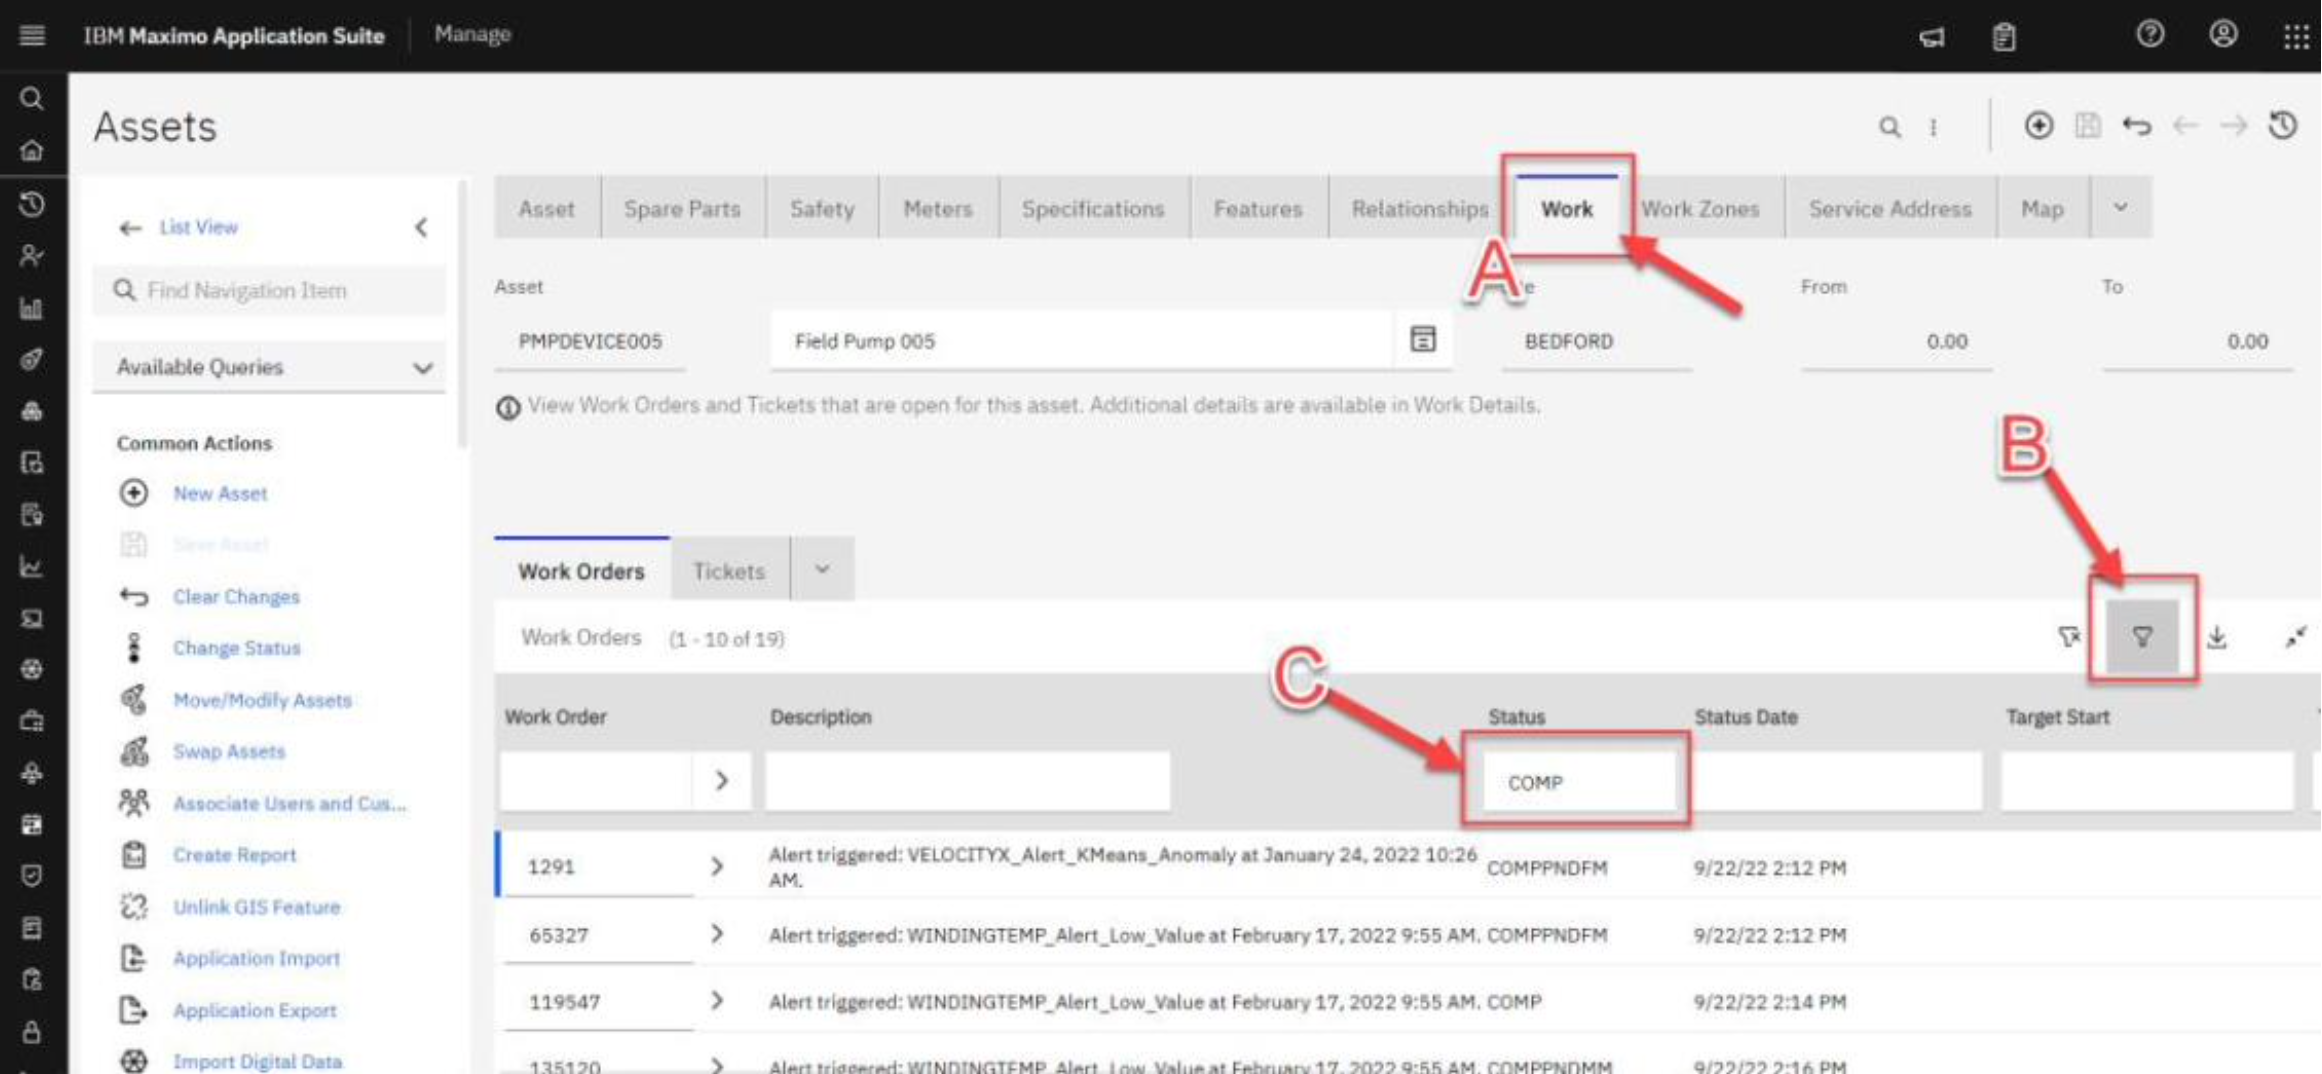 IBM Maximo Application Suite
Manage
Assets
List View
Find Navigation Item
Available Queries
Common Actions
New Asset
Save Asset
Clear Changes
Change Status
Move/Modify Assets
Swap Assets
Associate Users and Cus...
Create Report
Unlink GIS Feature
Application Import
Application Export
Import Digital Data
Asset Spare Parts Safety Meters Specifications Features Relationships Work Work Zones Service Address Map
A
Asset From To
PMPDEVICE005 Field Pump 005 BEDFORD 0.00 0.00
View Work Orders and Tickets that are open for this asset. Additional details are available in Work Details.
B
Work Orders Tickets
Work Orders (1 - 10 of 19)
C
Work Order Description Status Status Date Target Start
COMP
1291 Alert triggered: VELOCITYX_Alert_KMeans_Anomaly at January 24, 2022 10:26 AM. COMPPNDFM 9/22/22 2:12 PM
65327 Alert triggered: WINDINGTEMP_Alert_Low_Value at February 17, 2022 9:55 AM. COMPPNDFM 9/22/22 2:12 PM
119547 Alert triggered: WINDINGTEMP_Alert_Low_Value at February 17, 2022 9:55 AM. COMP 9/22/22 2:14 PM
135120 Alert triggered: WINDINGTEMP_Alert_Low_Value at February 17, 2022 9:55 AM. COMPPNDMM 9/22/22 2:16 PM